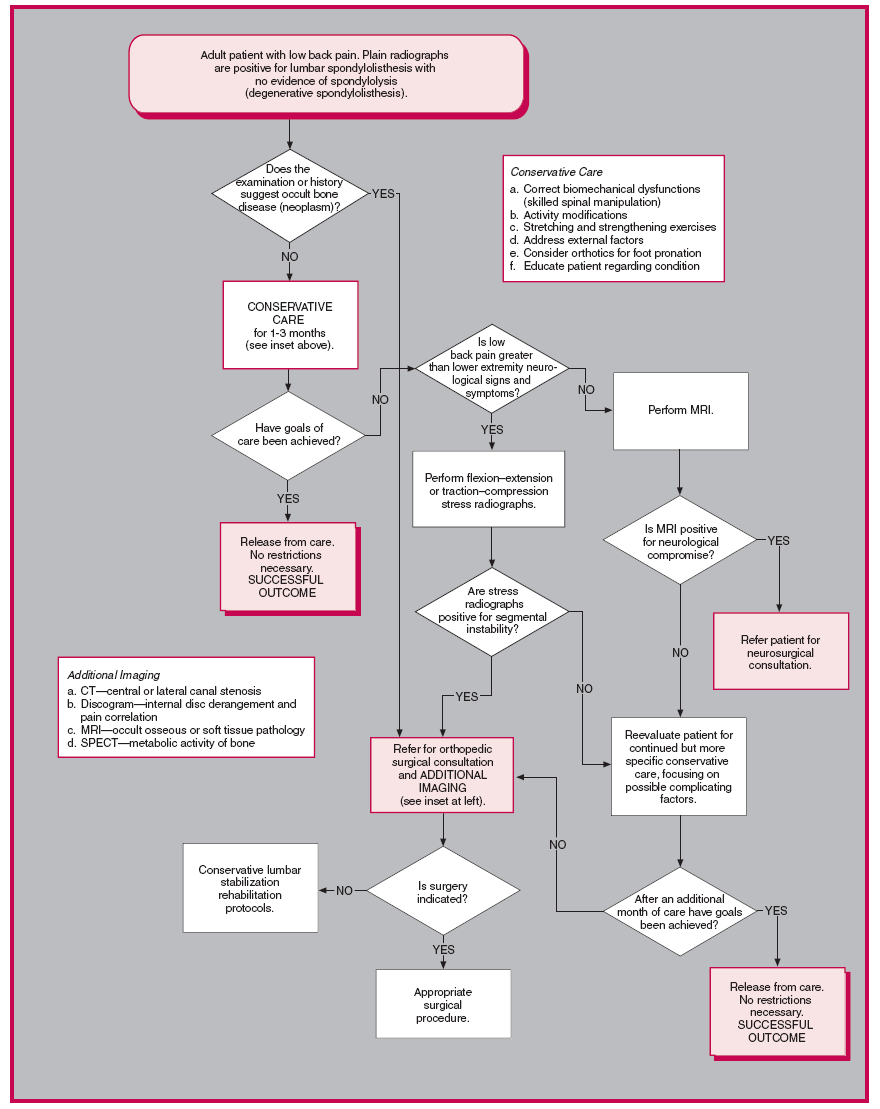 Adult patient with low back pain. Plain radiographs
are positive for lumbar spondylolisthesis with
no evidence of spondylolysis
(degenerative spondylolisthesis).
Does the
examination or history
suggest occult bone
disease (neoplasm)?
YES
NO
Conservative Care
a. Correct biomechanical dysfunctions
(skilled spinal manipulation)
b. Activity modifications
c. Stretching and strengthening exercises
d. Address external factors
e. Consider orthotics for foot pronation
f. Educate patient regarding condition
CONSERVATIVE
CARE
for 1-3 months
(see inset above).
Have goals of
care been achieved?
NO
YES
Release from care.
No restrictions
necessary.
SUCCESSFUL
OUTCOME
Is low
back pain greater
than lower extremity neuro-
logical signs and
symptoms?
NO
YES
Perform MRI.
Perform flexion–extension
or traction–compression
stress radiographs.
Is MRI positive
for neurological
compromise?
YES
NO
Refer patient for
neurosurgical
consultation.
Are stress
radiographs
positive for segmental
instability?
YES
NO
Additional Imaging
a. CT—central or lateral canal stenosis
b. Discogram—internal disc derangement and
pain correlation
c. MRI—occult osseous or soft tissue pathology
d. SPECT—metabolic activity of bone
Refer for orthopedic
surgical consultation
and ADDITIONAL
IMAGING
(see inset at left).
Reevaluate patient for
continued but more
specific conservative
care, focusing on
possible complicating
factors.
NO
Conservative lumbar
stabilization
rehabilitation
protocols.
NO
Is surgery
indicated?
YES
Appropriate
surgical
procedure.
After an additional
month of care have goals
been achieved?
YES
Release from care.
No restrictions
necessary.
SUCCESSFUL
OUTCOME